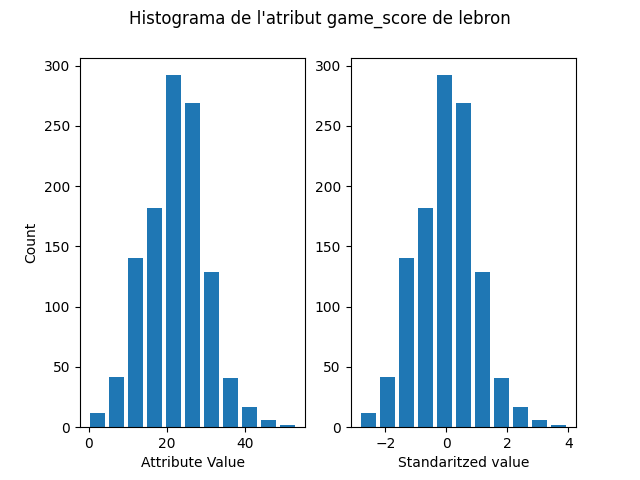 Histograma de l'atribut game_score de lebron
300
250
200
150
100
50
0
Count
0 20 40
Attribute Value
300
250
200
150
100
50
0
−2 0 2 4
Standaritzed value